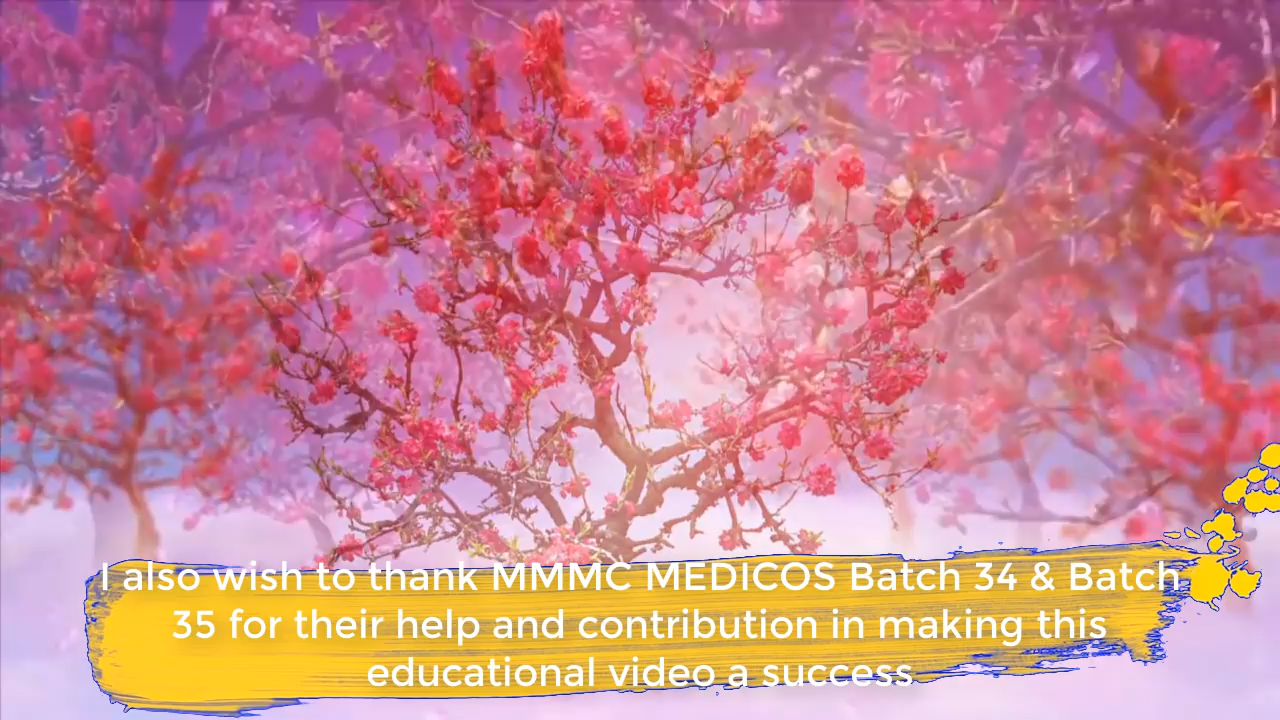 I also wish to thank MMMC MEDICOS Batch 34 & Batch
35 for their help and contribution in making this
educational video a success